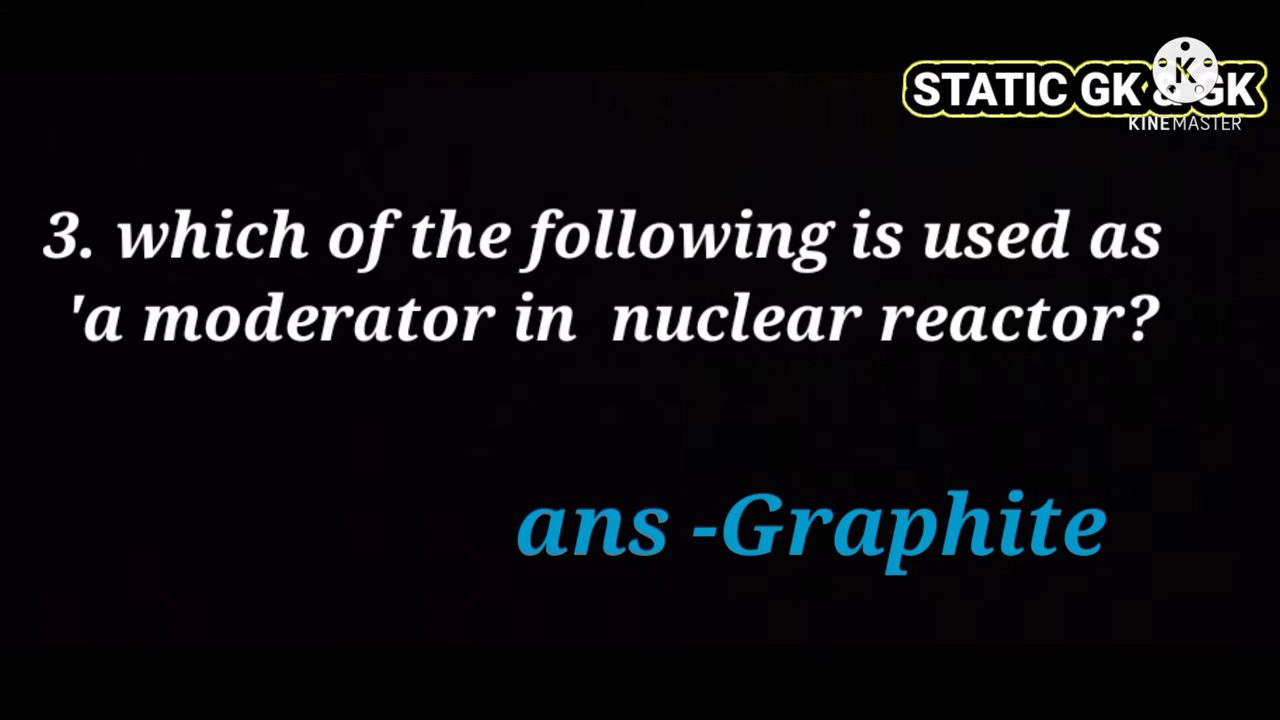 STATIC GK & GK
KINEMASTER
3. which of the following is used as
'a moderator in nuclear reactor?
ans -Graphite